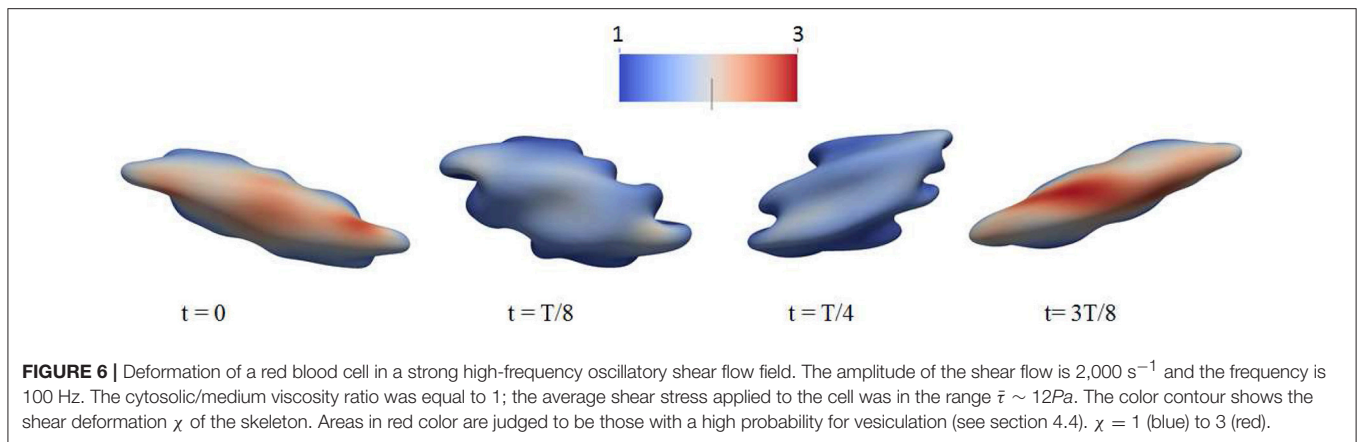 1 3
t = 0 t = T/8 t = T/4 t= 3T/8
FIGURE 6 | Deformation of a red blood cell in a strong high-frequency oscillatory shear flow field. The amplitude of the shear flow is 2,000 s⁻¹ and the frequency is
100 Hz. The cytosolic/medium viscosity ratio was equal to 1; the average shear stress applied to the cell was in the range τ̄ ∼ 12Pa. The color contour shows the
shear deformation χ of the skeleton. Areas in red color are judged to be those with a high probability for vesiculation (see section 4.4). χ = 1 (blue) to 3 (red).